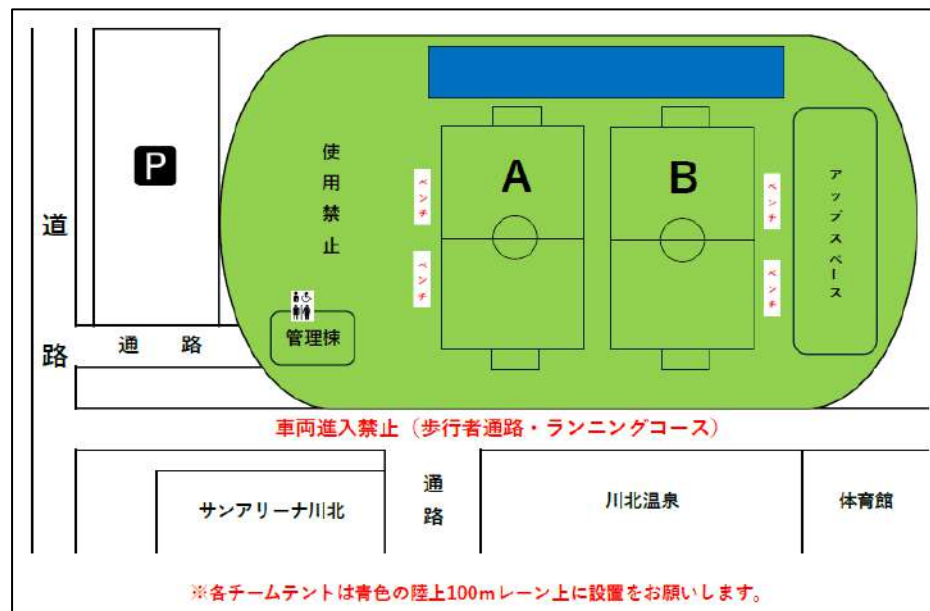 P
使用禁止
A
B
ベンチ
ベンチ
ベンチ
ベンチ
アップスペース
道路
管理棟
通路
車両進入禁止（歩行者通路・ランニングコース）
サンアリーナ川北
通路
川北温泉
体育館
※各チームテントは青色の陸上100mレーン上に設置をお願いします。